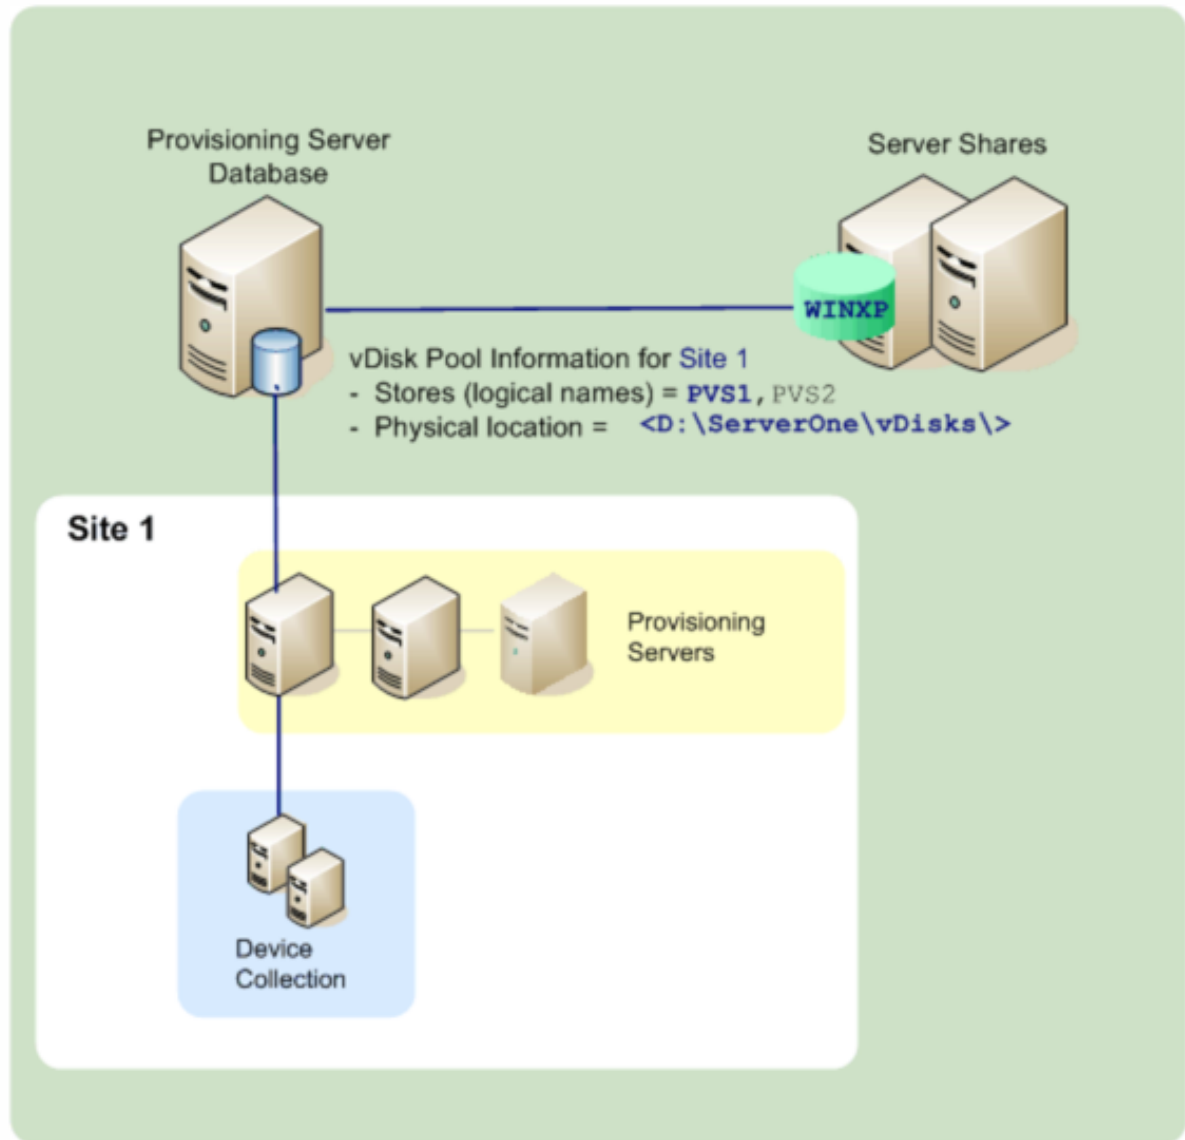 Provisioning Server
Database
Server Shares
WINXP
vDisk Pool Information for Site 1
- Stores (logical names) = PVS1, PVS2
- Physical location = <D:\ServerOne\vDisks\>
Site 1
Provisioning
Servers
Device
Collection